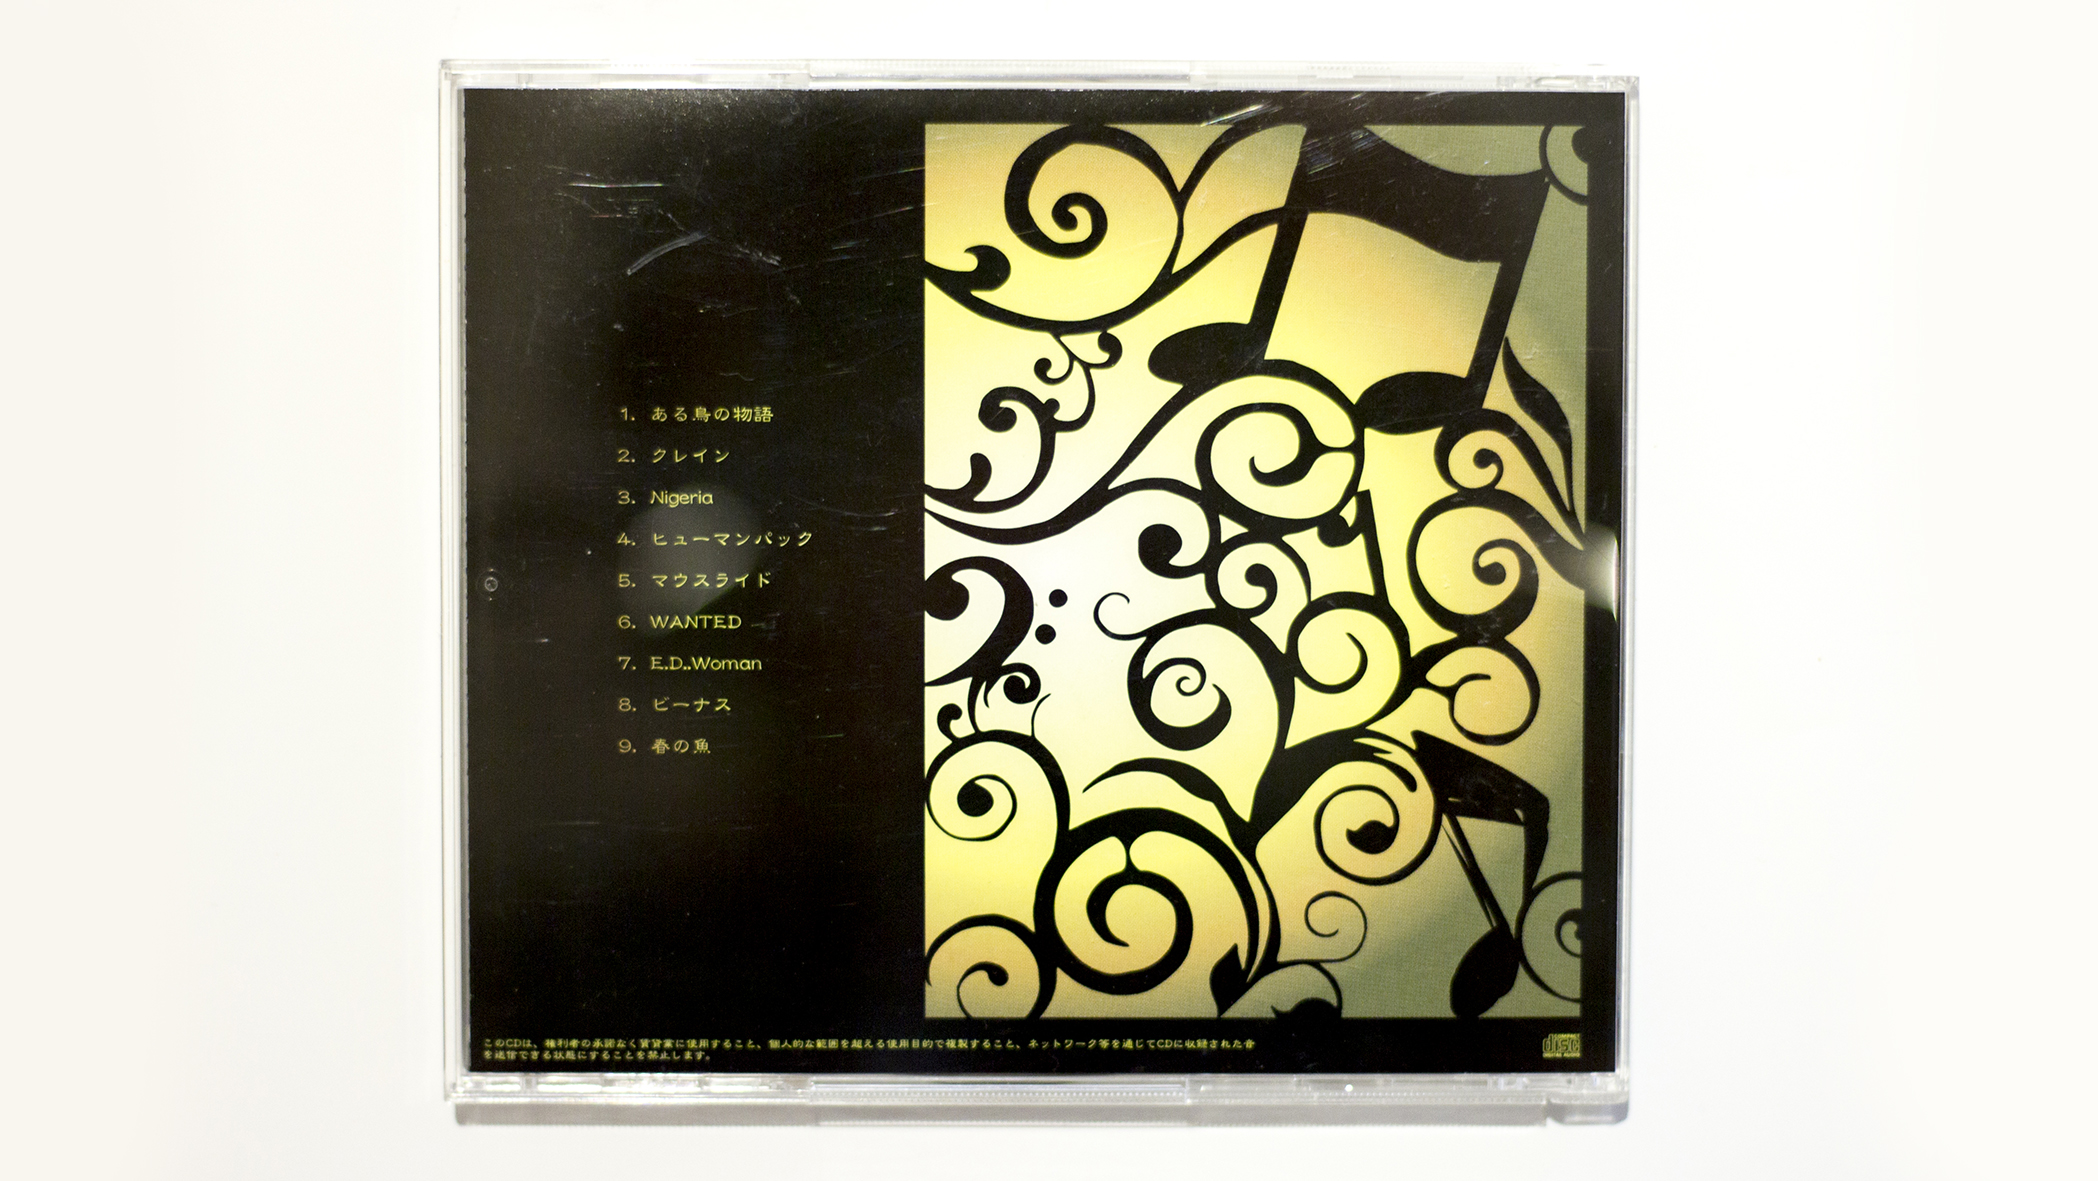 1. ある鳥の物語
2. クレイン
3. Nigeria
4. ヒューマンパック
5. マウスライド
6. WANTED
7. E.D..Woman
8. ビーナス
9. 春の魚
このCDは、権利者の承諾なく賃貸業に使用すること、個人的な範囲を超える使用目的で複製すること、ネットワーク等を通じてCDに収録された音
を送信できる状態にすることを禁止します。
COMPACT
disc
DIGITAL AUDIO